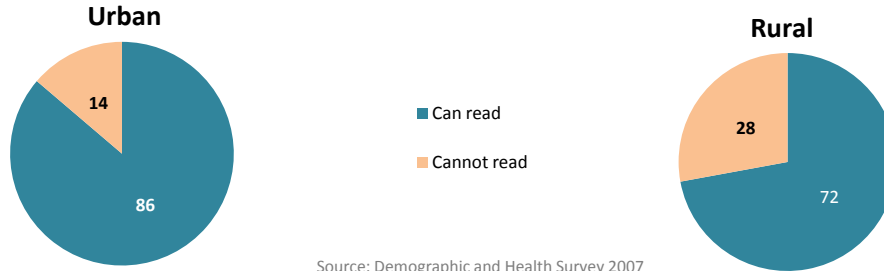 Urban
Rural
14
86
Can read
Cannot read
28
72
Source: Demographic and Health Survey 2007